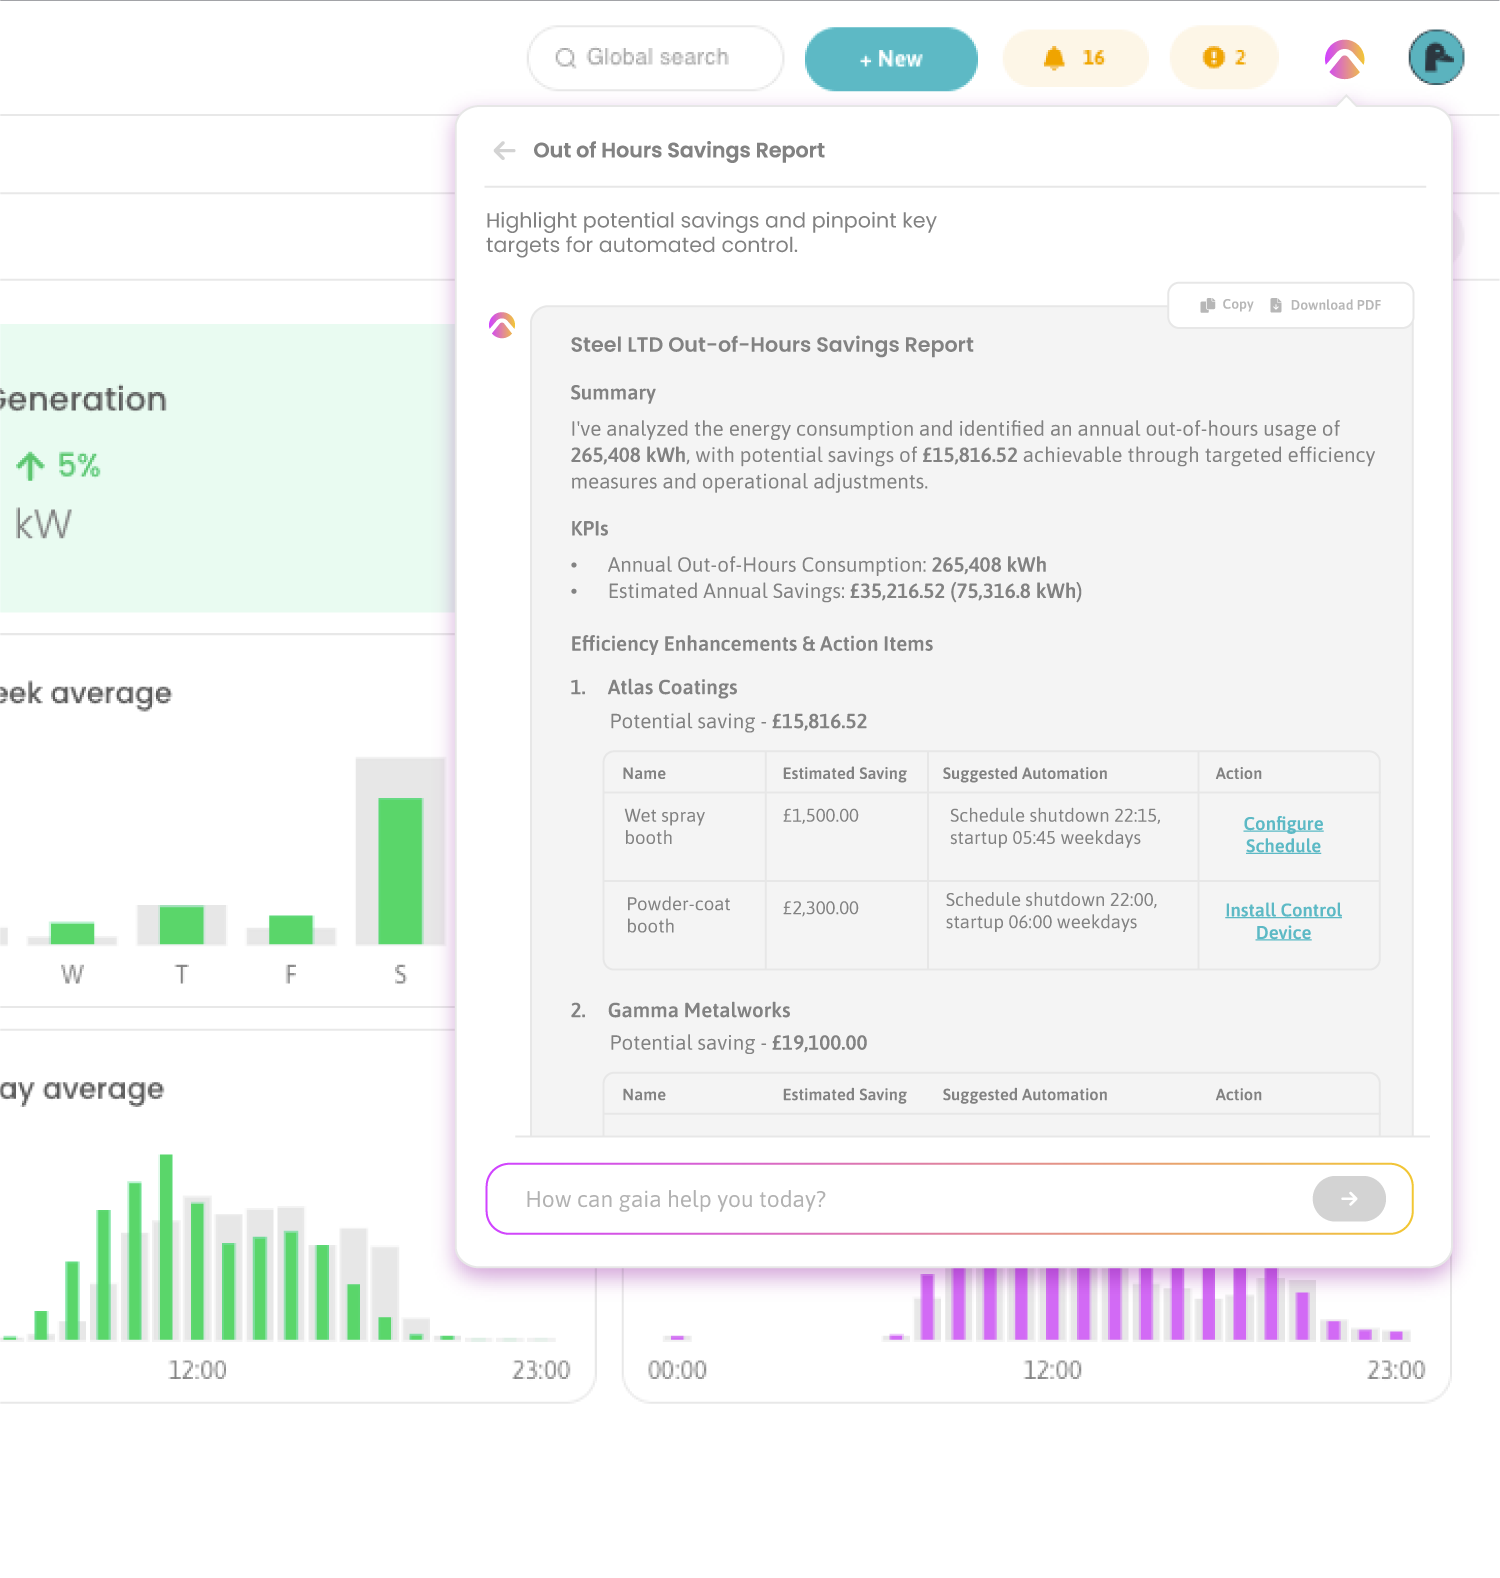 Global search
+ New
16
2
Out of Hours Savings Report
Highlight potential savings and pinpoint key
targets for automated control.
Copy
Download PDF
Steel LTD Out-of-Hours Savings Report
Summary
I've analyzed the energy consumption and identified an annual out-of-hours usage of
265,408 kWh, with potential savings of £15,816.52 achievable through targeted efficiency
measures and operational adjustments.
KPIs
• Annual Out-of-Hours Consumption: 265,408 kWh
• Estimated Annual Savings: £35,216.52 (75,316.8 kWh)
Efficiency Enhancements & Action Items
1. Atlas Coatings
Potential saving - £15,816.52
Name Estimated Saving Suggested Automation Action
Wet spray
booth
£1,500.00
Schedule shutdown 22:15,
startup 05:45 weekdays
Configure
Schedule
Powder-coat
booth
£2,300.00
Schedule shutdown 22:00,
startup 06:00 weekdays
Install Control
Device
2. Gamma Metalworks
Potential saving - £19,100.00
Name Estimated Saving Suggested Automation Action
How can gaia help you today?
Generation
5%
kW
eek average
W T F S
ay average
12:00 23:00
00:00 12:00 23:00